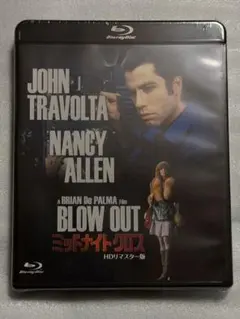 Blu-ray Disc
JOHN
TRAVOLTA
NANCY
ALLEN
A BRIAN DE PALMA Film
BLOW OUT
ミッドナイトクロス
HDリマスター版
Blu-ray Disc